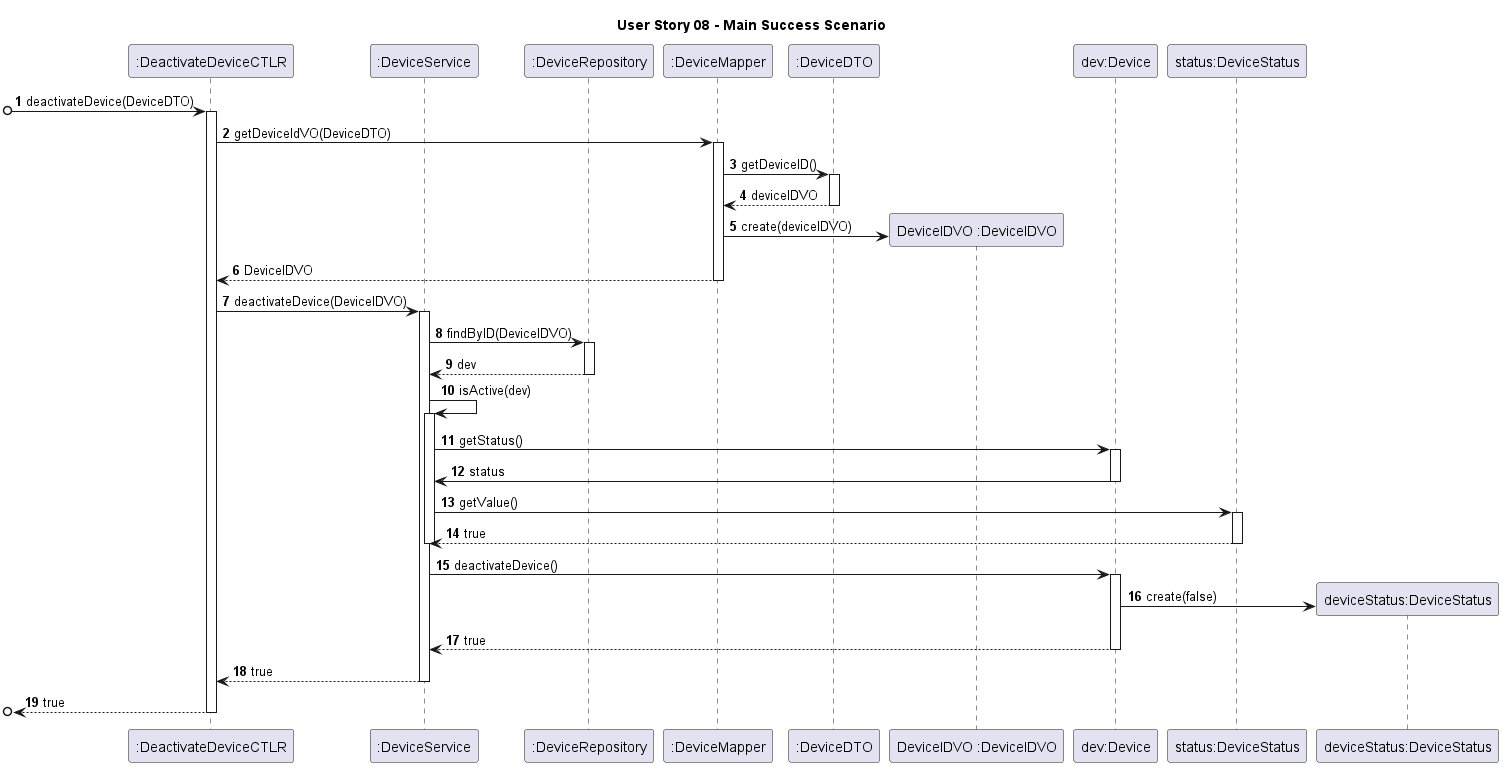 User Story 08 - Main Success Scenario
:DeactivateDeviceCTLR
:DeviceService
:DeviceRepository
:DeviceMapper
:DeviceDTO
dev:Device
status:DeviceStatus
1 deactivateDevice(DeviceDTO)
2 getDeviceIdVO(DeviceDTO)
3 getDeviceID()
4 deviceIDVO
5 create(deviceIDVO)
DeviceIDVO :DeviceIDVO
6 DeviceIDVO
7 deactivateDevice(DeviceIDVO)
8 findByID(DeviceIDVO)
9 dev
10 isActive(dev)
11 getStatus()
12 status
13 getValue()
14 true
15 deactivateDevice()
16 create(false)
deviceStatus:DeviceStatus
17 true
18 true
19 true
:DeactivateDeviceCTLR
:DeviceService
:DeviceRepository
:DeviceMapper
:DeviceDTO
DeviceIDVO :DeviceIDVO
dev:Device
status:DeviceStatus
deviceStatus:DeviceStatus